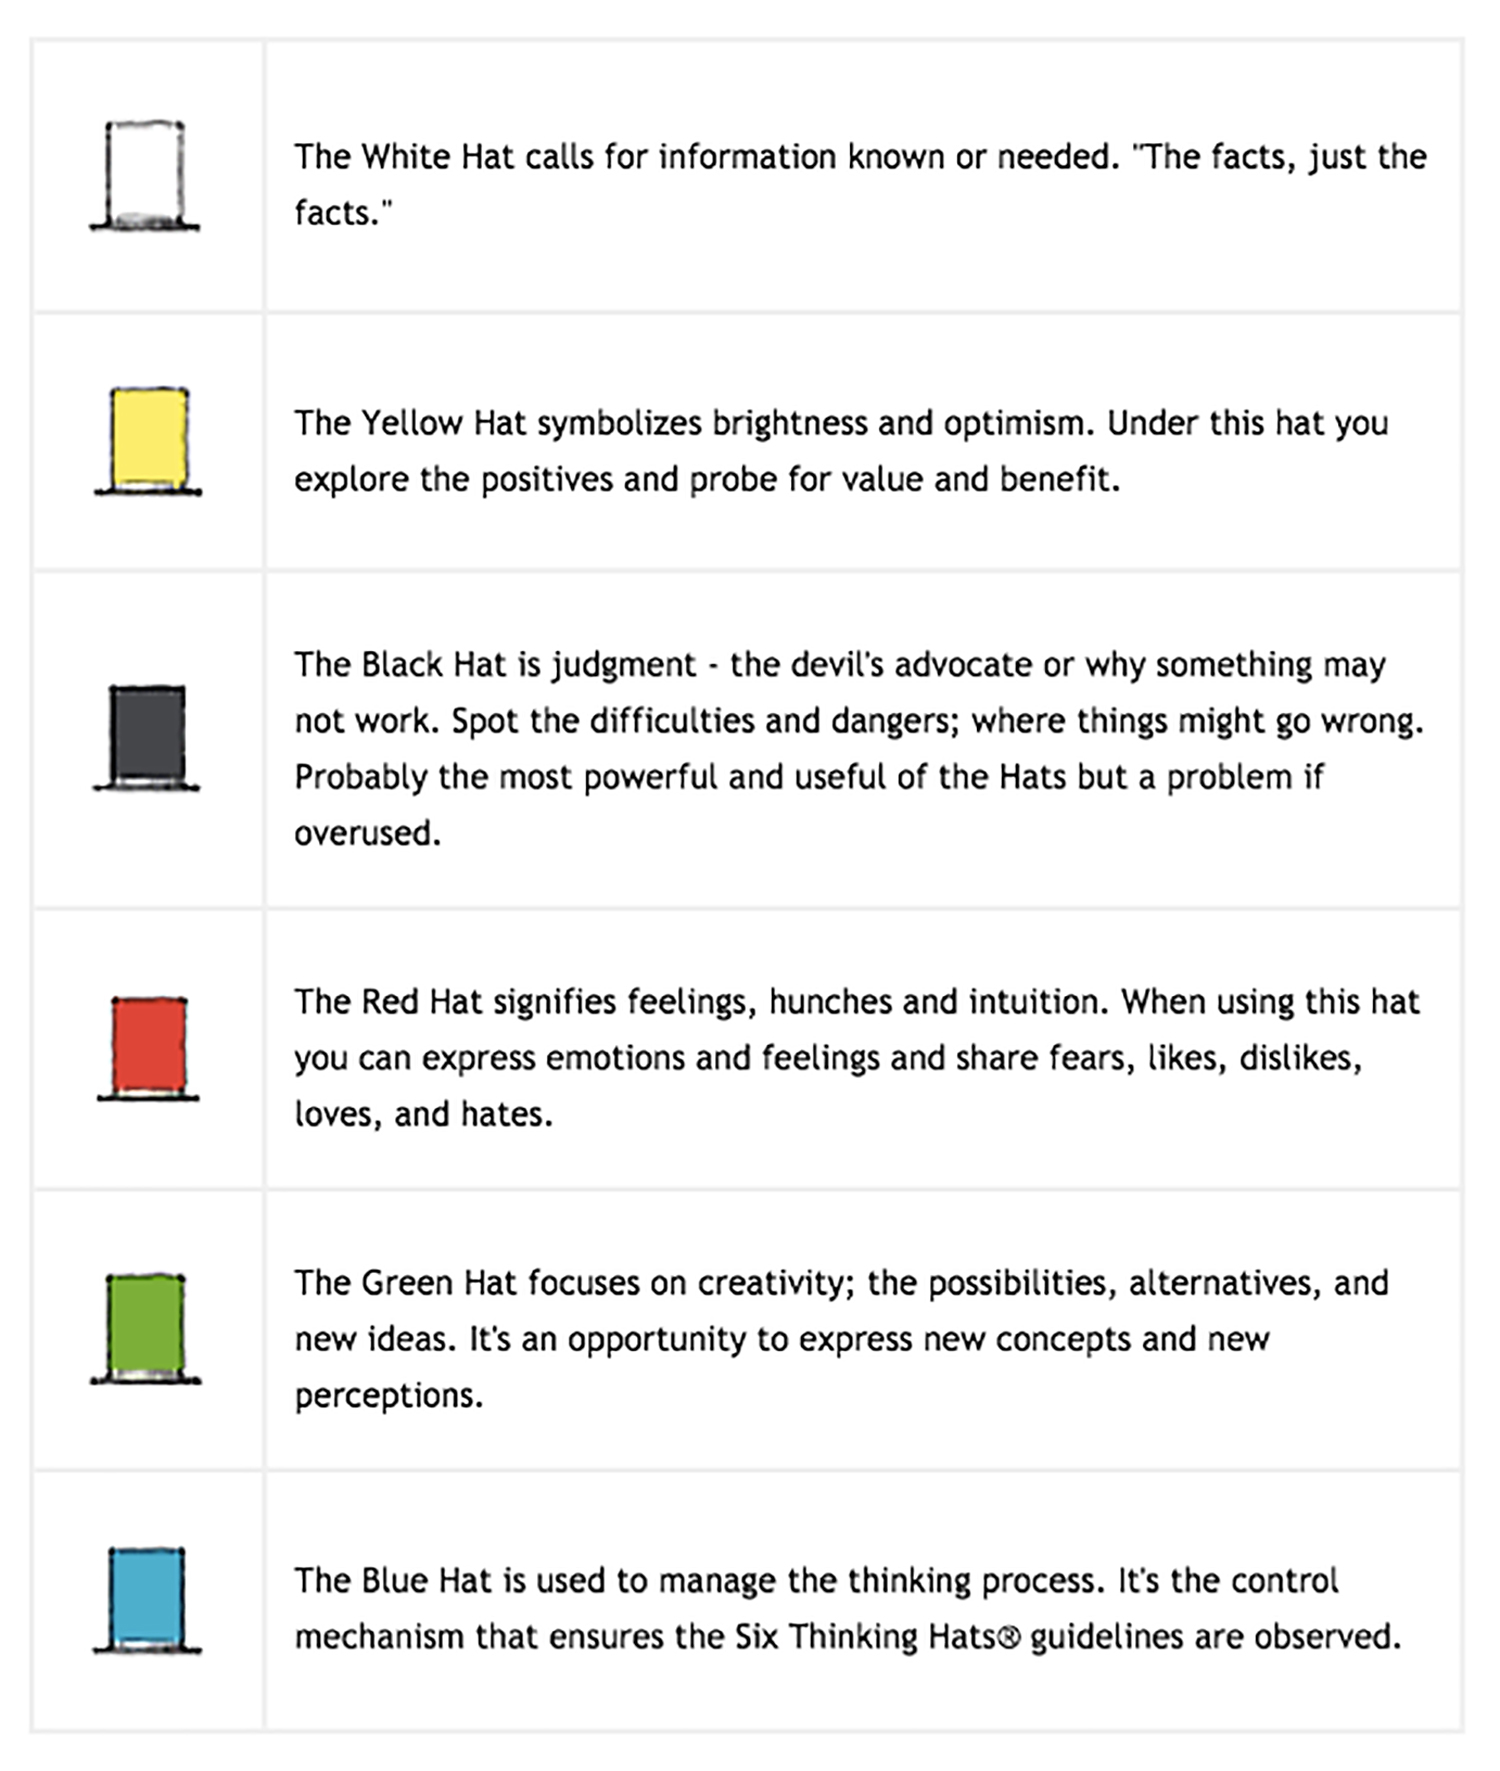 The White Hat calls for information known or needed. "The facts, just the
facts."
The Yellow Hat symbolizes brightness and optimism. Under this hat you
explore the positives and probe for value and benefit.
The Black Hat is judgment - the devil's advocate or why something may
not work. Spot the difficulties and dangers; where things might go wrong.
Probably the most powerful and useful of the Hats but a problem if
overused.
The Red Hat signifies feelings, hunches and intuition. When using this hat
you can express emotions and feelings and share fears, likes, dislikes,
loves, and hates.
The Green Hat focuses on creativity; the possibilities, alternatives, and
new ideas. It's an opportunity to express new concepts and new
perceptions.
The Blue Hat is used to manage the thinking process. It's the control
mechanism that ensures the Six Thinking Hats® guidelines are observed.